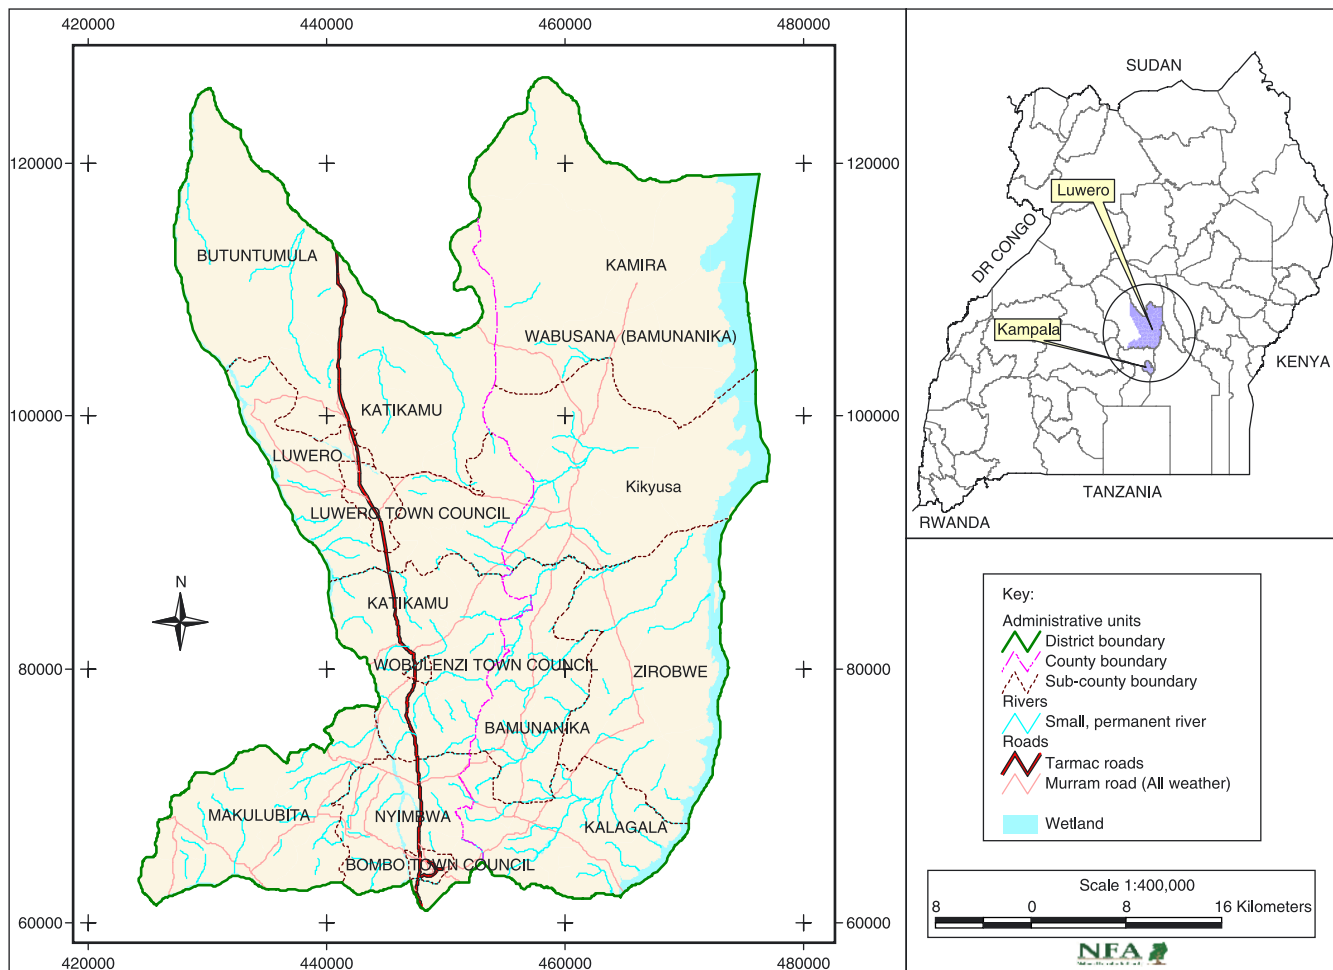 420000 440000 460000 480000
120000 120000
100000 100000
80000 80000
60000 60000
420000 440000 460000 480000
BUTUNTUMULA
KAMIRA
WABUSANA (BAMUNANIKA)
KATIKAMU
LUWERO
Kikyusa
LUWERO TOWN COUNCIL
N
KATIKAMU
WOBULENZI TOWN COUNCIL
ZIROBWE
BAMUNANIKA
MAKULUBITA
NYIMBWA
KALAGALA
BOMBO TOWN COUNCIL
SUDAN
Luwero
DR CONGO
Kampala
KENYA
TANZANIA
RWANDA
Key:
Administrative units
District boundary
County boundary
Sub-county boundary
Rivers
Small, permanent river
Roads
Tarmac roads
Murram road (All weather)
Wetland
Scale 1:400,000
8 0 8 16 Kilometers
NFA